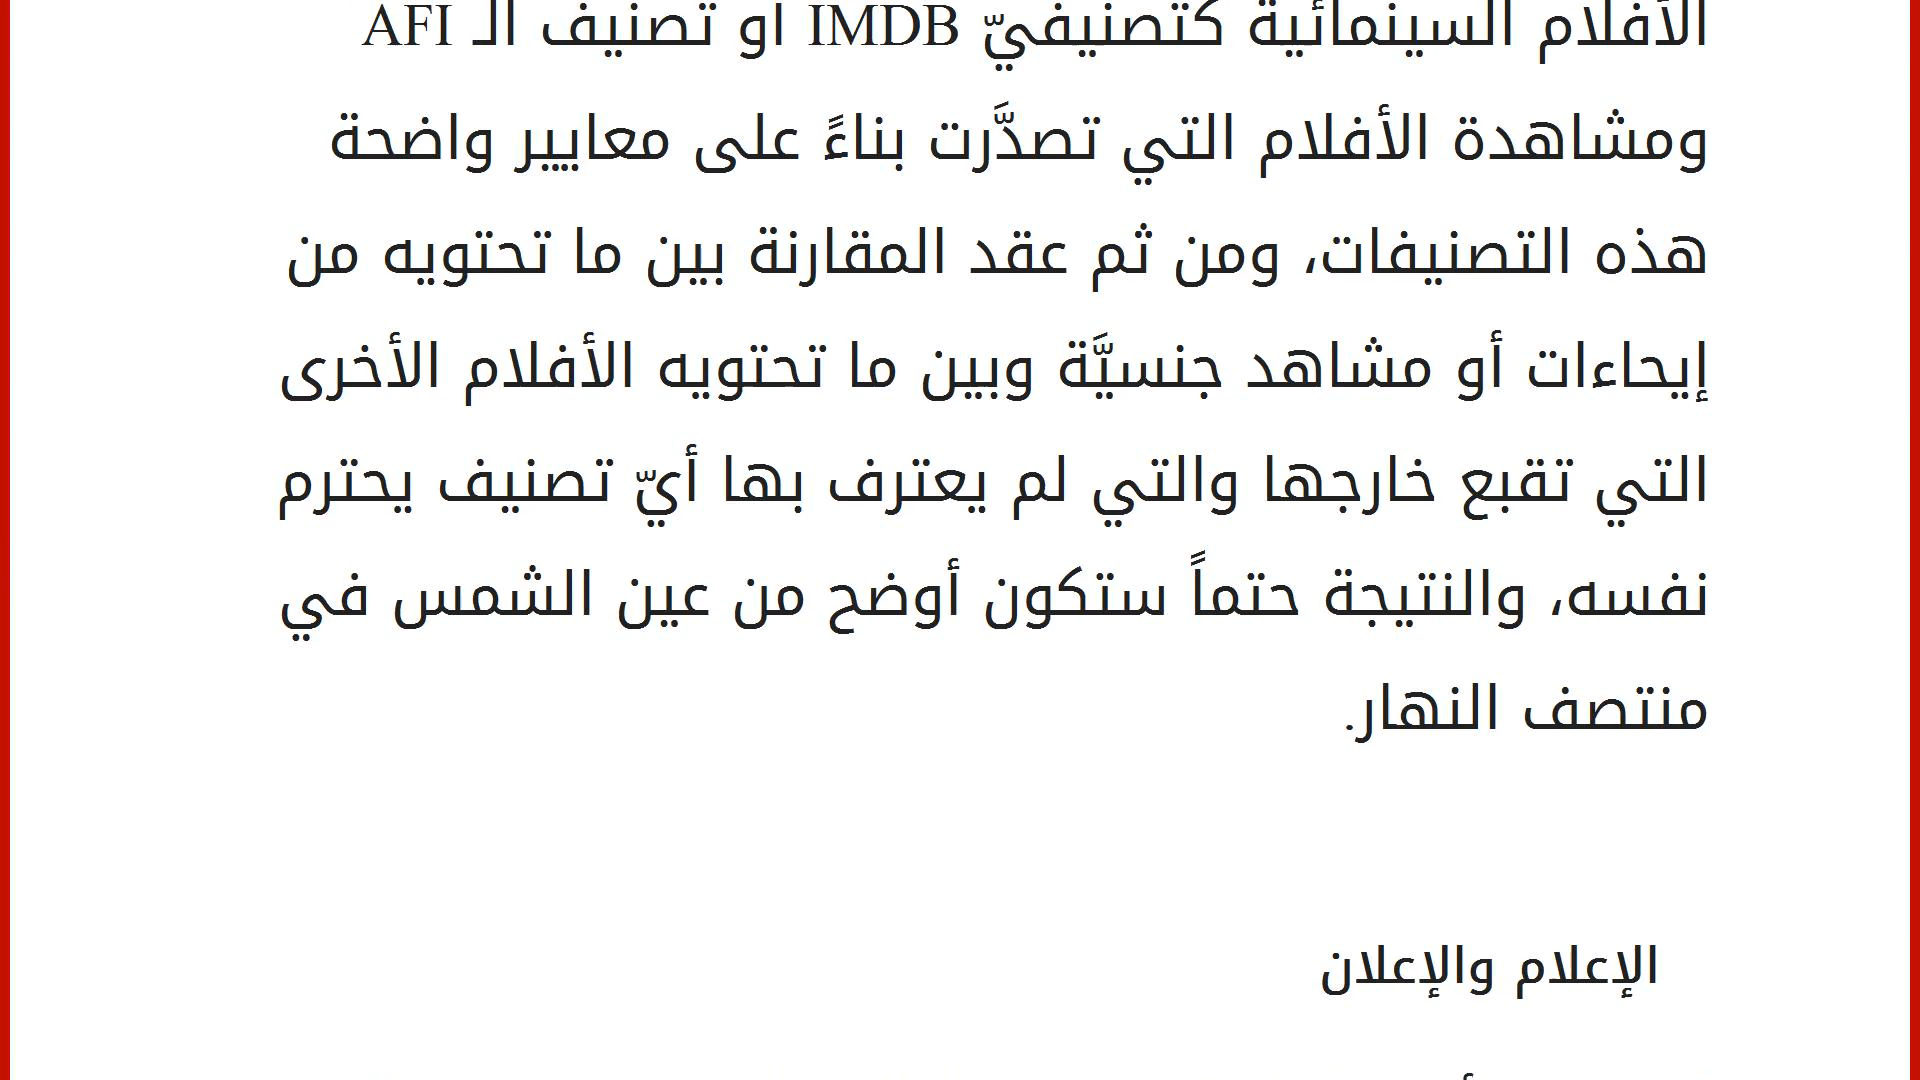 الأفلام السينمائية كتصنيفيّ IMDB أو تصنيف الـ AFI
ومشاهدة الأفلام التي تصدَّرت بناءً على معايير واضحة
هذه التصنيفات، ومن ثم عقد المقارنة بين ما تحتويه من
إيحاءات أو مشاهد جنسيَّة وبين ما تحتويه الأفلام الأخرى
التي تقبع خارجها والتي لم يعترف بها أيّ تصنيف يحترم
نفسه، والنتيجة حتماً ستكون أوضح من عين الشمس في
منتصف النهار.
الإعلام والإعلان